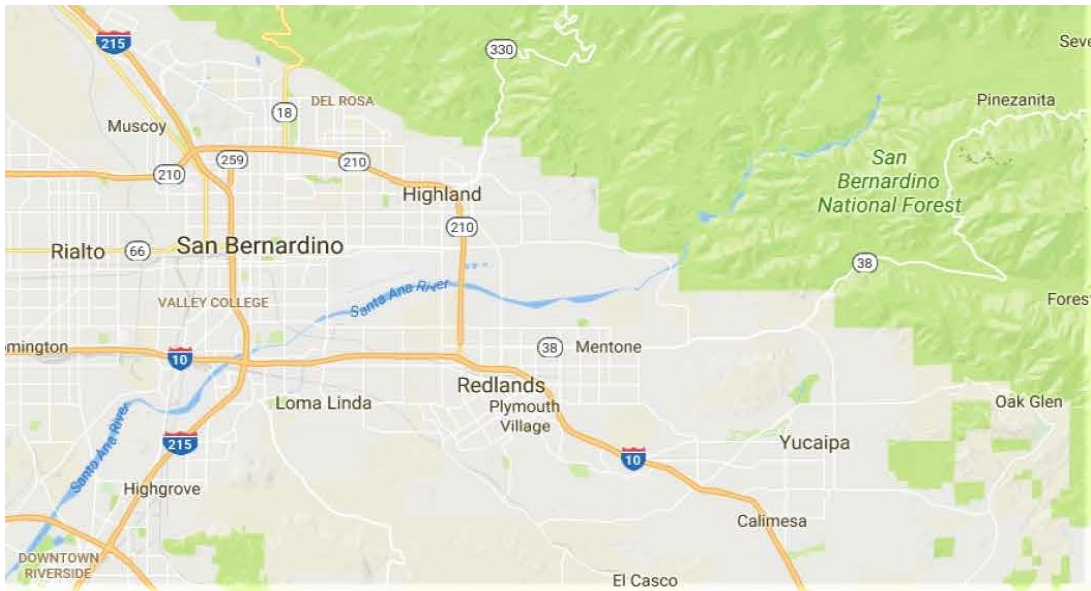 215
330
Seve
Pinezanita
18
DEL ROSA
Muscoy
259
210
210
San
Bernardino
National Forest
Highland
210
Rialto
66
San Bernardino
38
Santa Ana River
VALLEY COLLEGE
Forest
omington
10
38
Mentone
Redlands
Plymouth
Village
Loma Linda
Oak Glen
Santa Ana River
215
10
Yucaipa
Highgrove
Calimesa
DOWNTOWN
RIVERSIDE
El Casco